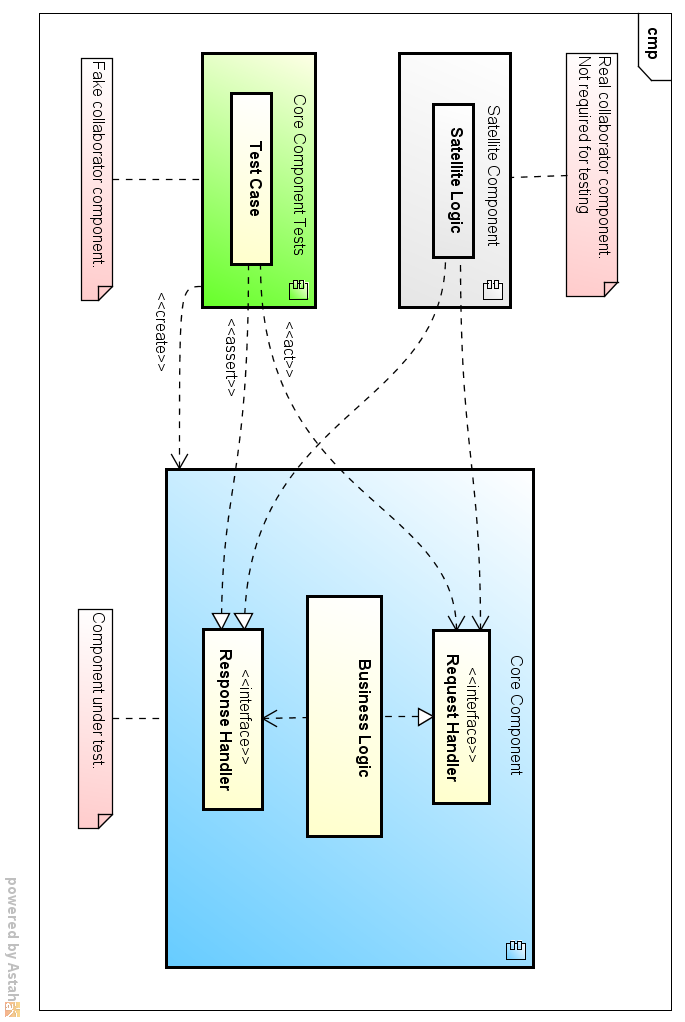 cmp
Real collaborator component.
Not required for testing
Satellite Component
Satellite Logic
Core Component Tests
Test Case
Fake collaborator component.
<<act>>
<<assert>>
<<create>>
Core Component
<<interface>>
Request Handler
Business Logic
<<interface>>
Response Handler
Component under test.
powered by Astah